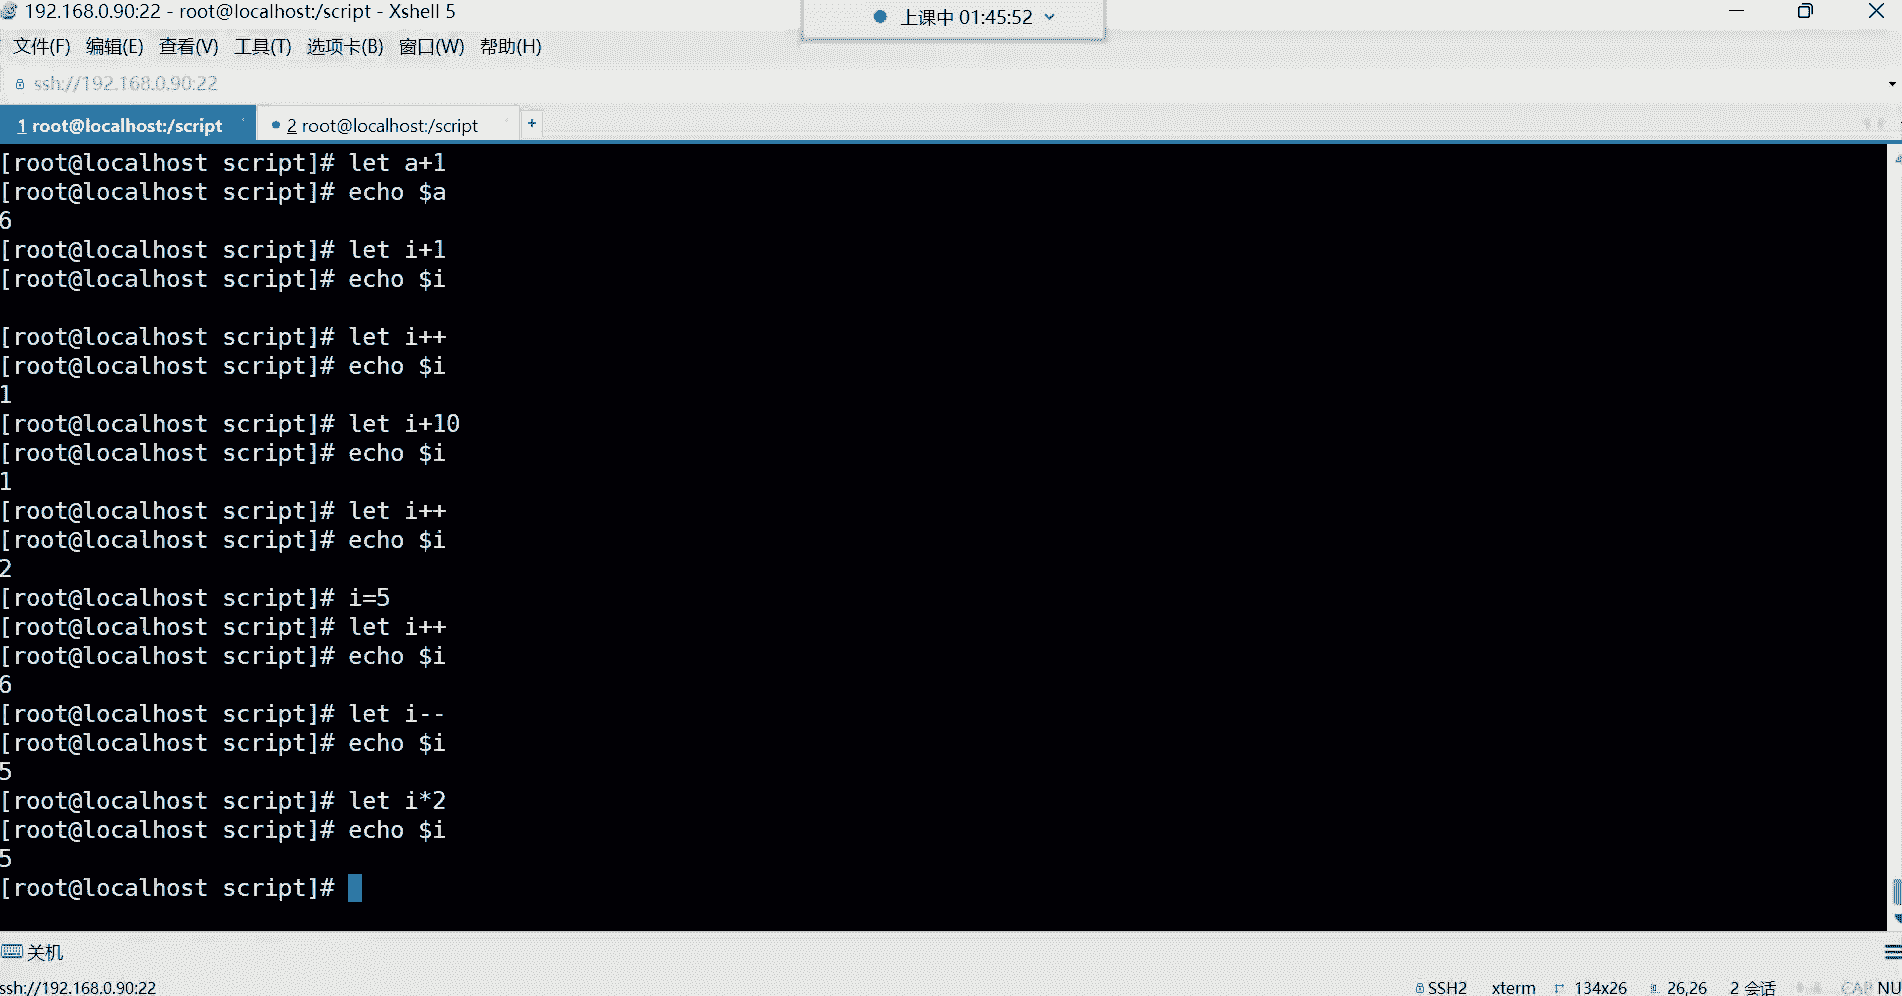 192.168.0.90:22 - root@localhost:/script - Xshell 5
上课中 01:45:52
文件(F) 编辑(E) 查看(V) 工具(T) 选项卡(B) 窗口(W) 帮助(H)
ssh://192.168.0.90:22
1 root@localhost:/script 2 root@localhost:/script +
[root@localhost script]# let a+1
[root@localhost script]# echo $a
6
[root@localhost script]# let i+1
[root@localhost script]# echo $i
[root@localhost script]# let i++
[root@localhost script]# echo $i
1
[root@localhost script]# let i+10
[root@localhost script]# echo $i
1
[root@localhost script]# let i++
[root@localhost script]# echo $i
2
[root@localhost script]# i=5
[root@localhost script]# let i++
[root@localhost script]# echo $i
6
[root@localhost script]# let i--
[root@localhost script]# echo $i
5
[root@localhost script]# let i*2
[root@localhost script]# echo $i
5
[root@localhost script]#
关机
ssh://192.168.0.90:22 SSH2 xterm 134x26 26,26 2 会话 CAP NU